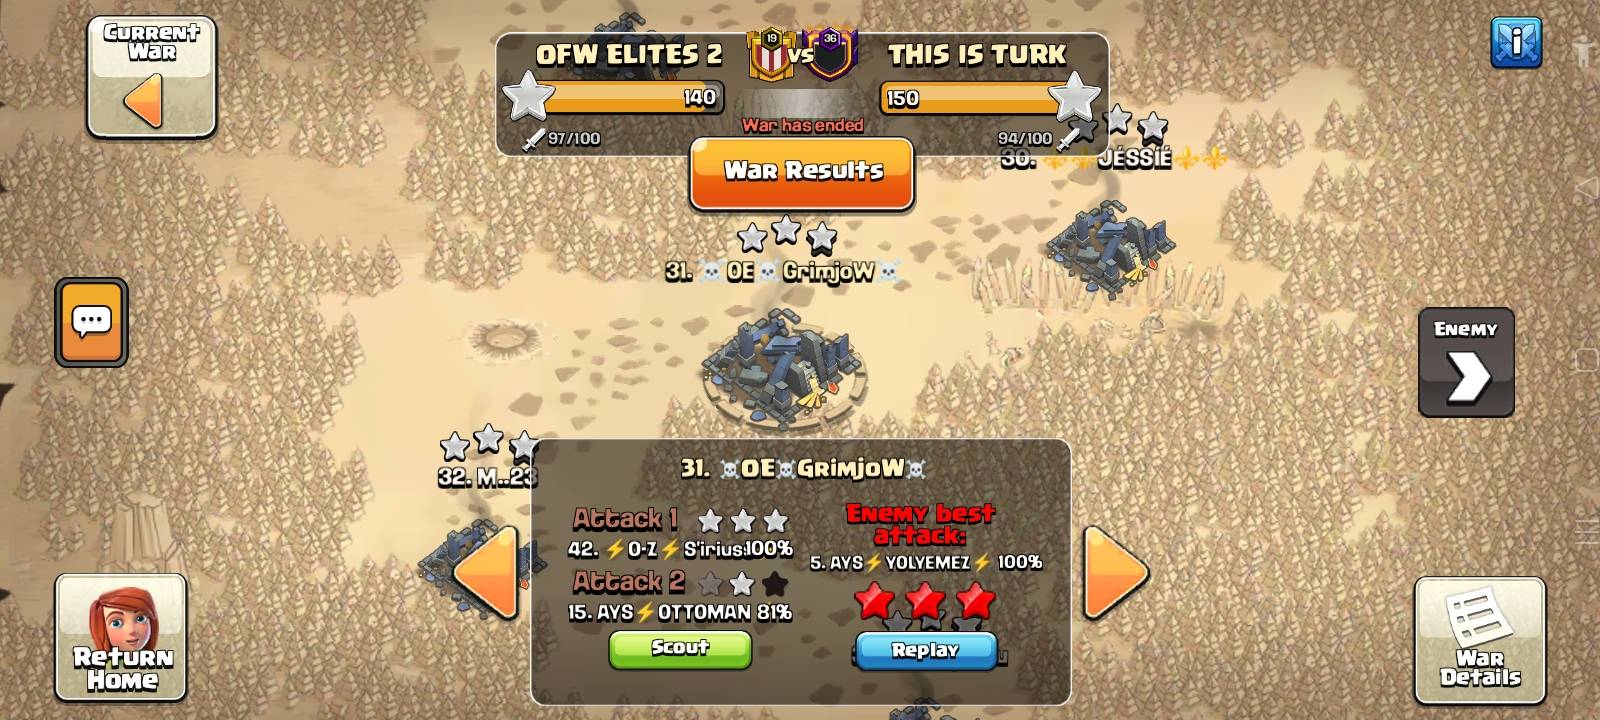 Current
War
OFW ELITES 2
19
VS
36
THIS IS TURK
140
150
War has ended
97/100
94/100
War Results
30. ⚜⚜JÉSSIÉ⚜⚜
31. ☠OE☠GrimjoW☠
Enemy
32. M..23
31. ☠OE☠GrimjoW☠
Attack 1
42. ⚡O-Z⚡S'irius 100%
Attack 2
15. AYS⚡OTTOMAN 81%
Scout
Enemy best
attack:
5. AYS⚡YOLYEMEZ⚡ 100%
Replay
Return
Home
War
Details